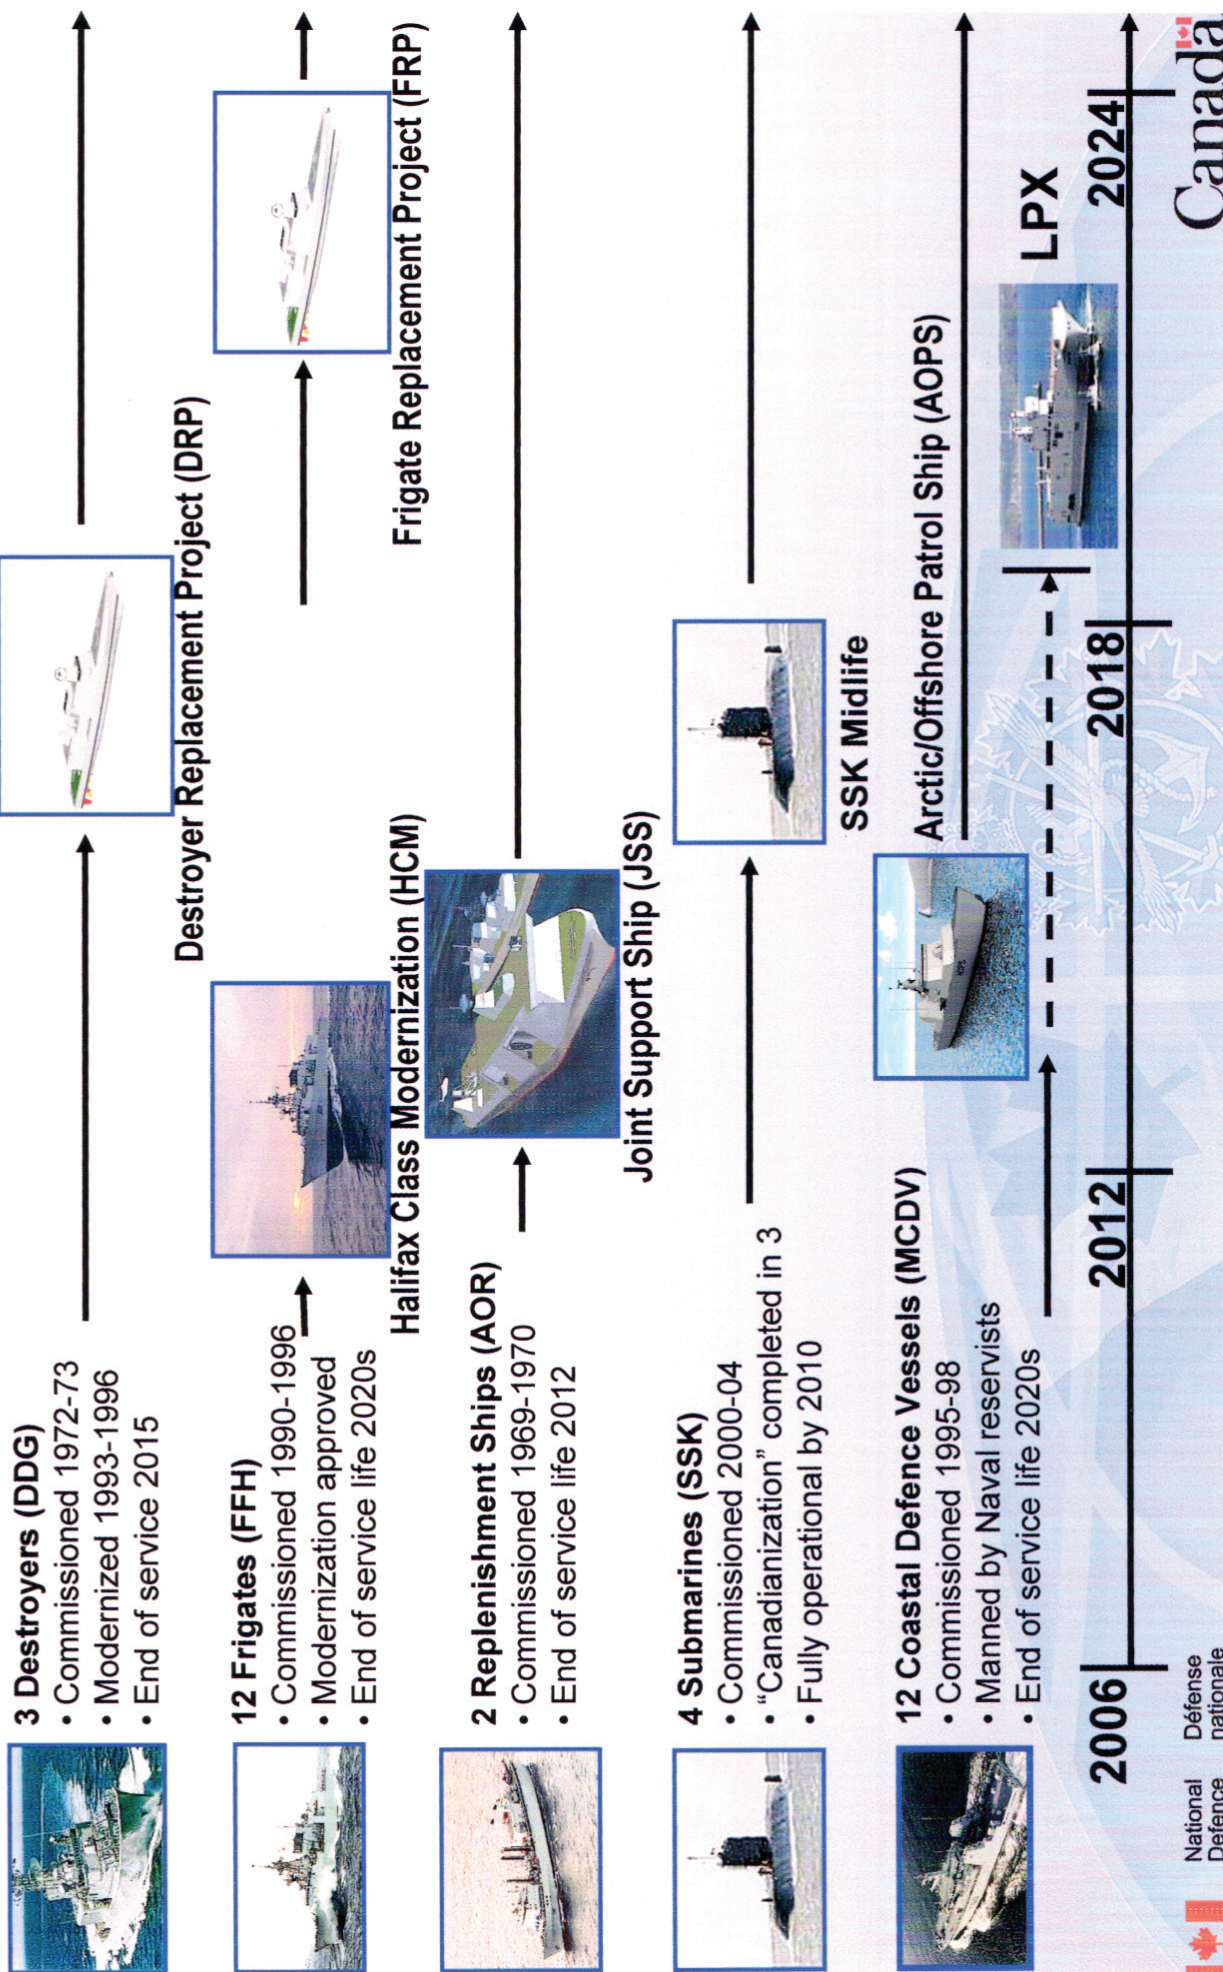 3 Destroyers (DDG)
• Commissioned 1972-73
• Modernized 1993-1996
• End of service 2015
Destroyer Replacement Project (DRP)
12 Frigates (FFH)
• Commissioned 1990-1996
• Modernization approved
• End of service life 2020s
Halifax Class Modernization (HCM)
Frigate Replacement Project (FRP)
2 Replenishment Ships (AOR)
• Commissioned 1969-1970
• End of service life 2012
Joint Support Ship (JSS)
4 Submarines (SSK)
• Commissioned 2000-04
• “Canadianization” completed in 3
• Fully operational by 2010
SSK Midlife
12 Coastal Defence Vessels (MCDV)
• Commissioned 1995-98
• Manned by Naval reservists
• End of service life 2020s
Arctic/Offshore Patrol Ship (AOPS)
LPX
2006
2012
2018
2024
National Défense
Defence nationale
Canada